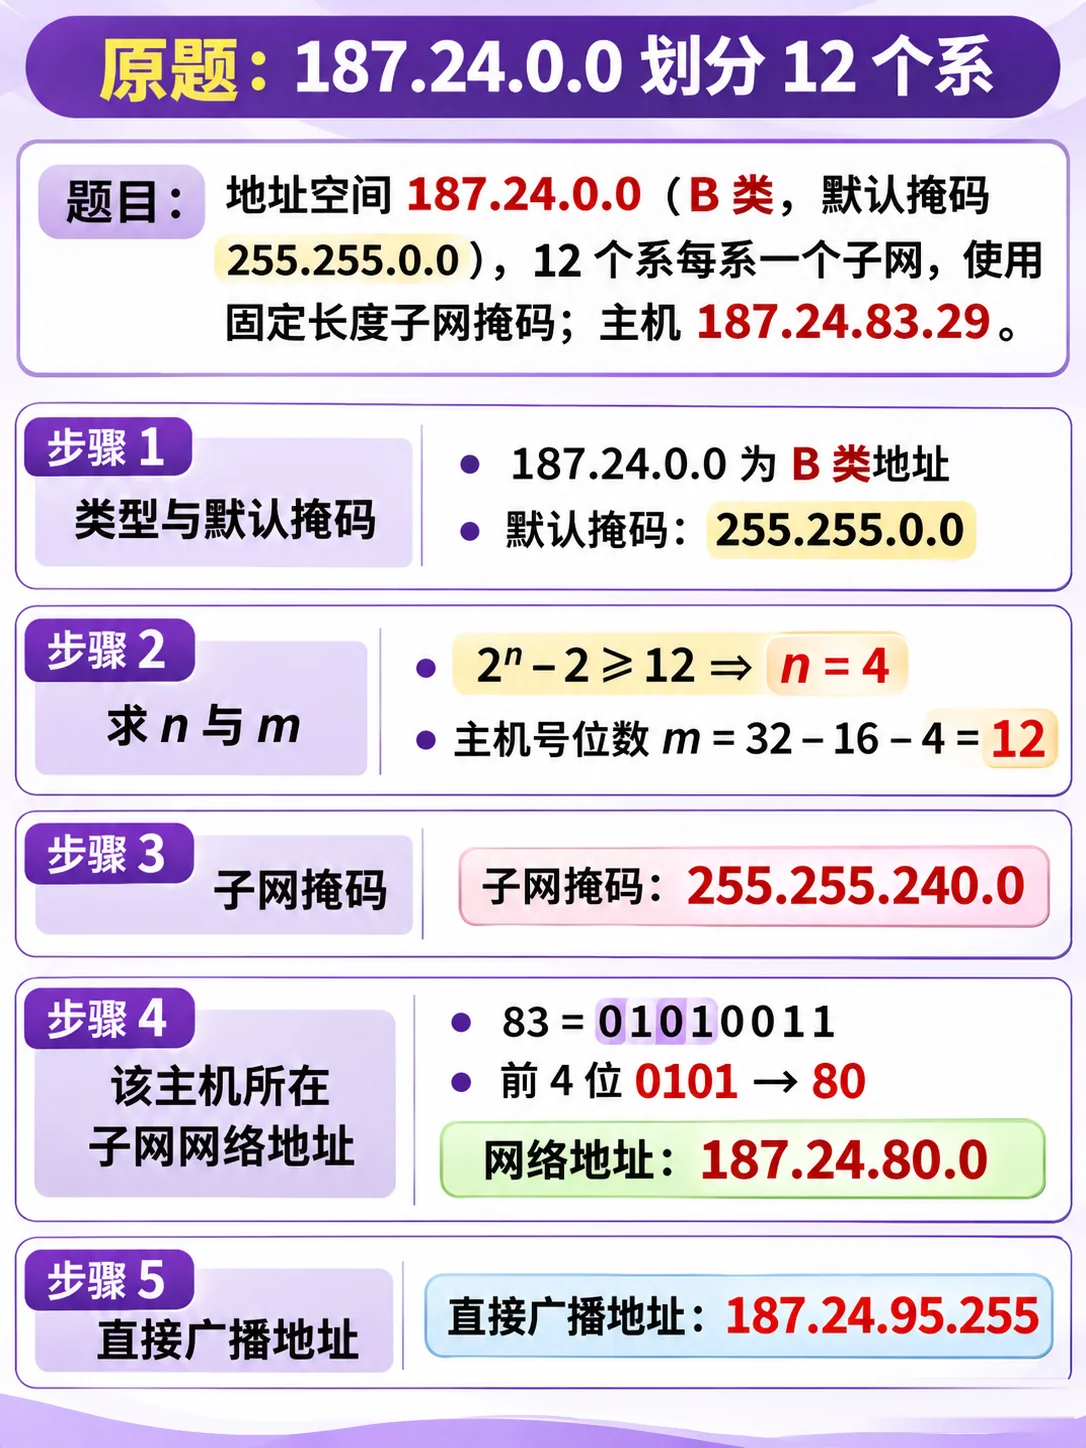 原题：187.24.0.0 划分 12 个系
题目：
地址空间 187.24.0.0（B 类，默认掩码
255.255.0.0），12 个系每系一个子网，使用
固定长度子网掩码；主机 187.24.83.29。
步骤 1
类型与默认掩码
• 187.24.0.0 为 B 类地址
• 默认掩码：255.255.0.0
步骤 2
求 n 与 m
• 2ⁿ – 2 ⩾ 12 ⇒ n = 4
• 主机号位数 m = 32 – 16 – 4 = 12
步骤 3
子网掩码
子网掩码：255.255.240.0
步骤 4
该主机所在
子网网络地址
• 83 = 01010011
• 前 4 位 0101 → 80
网络地址：187.24.80.0
步骤 5
直接广播地址
直接广播地址：187.24.95.255